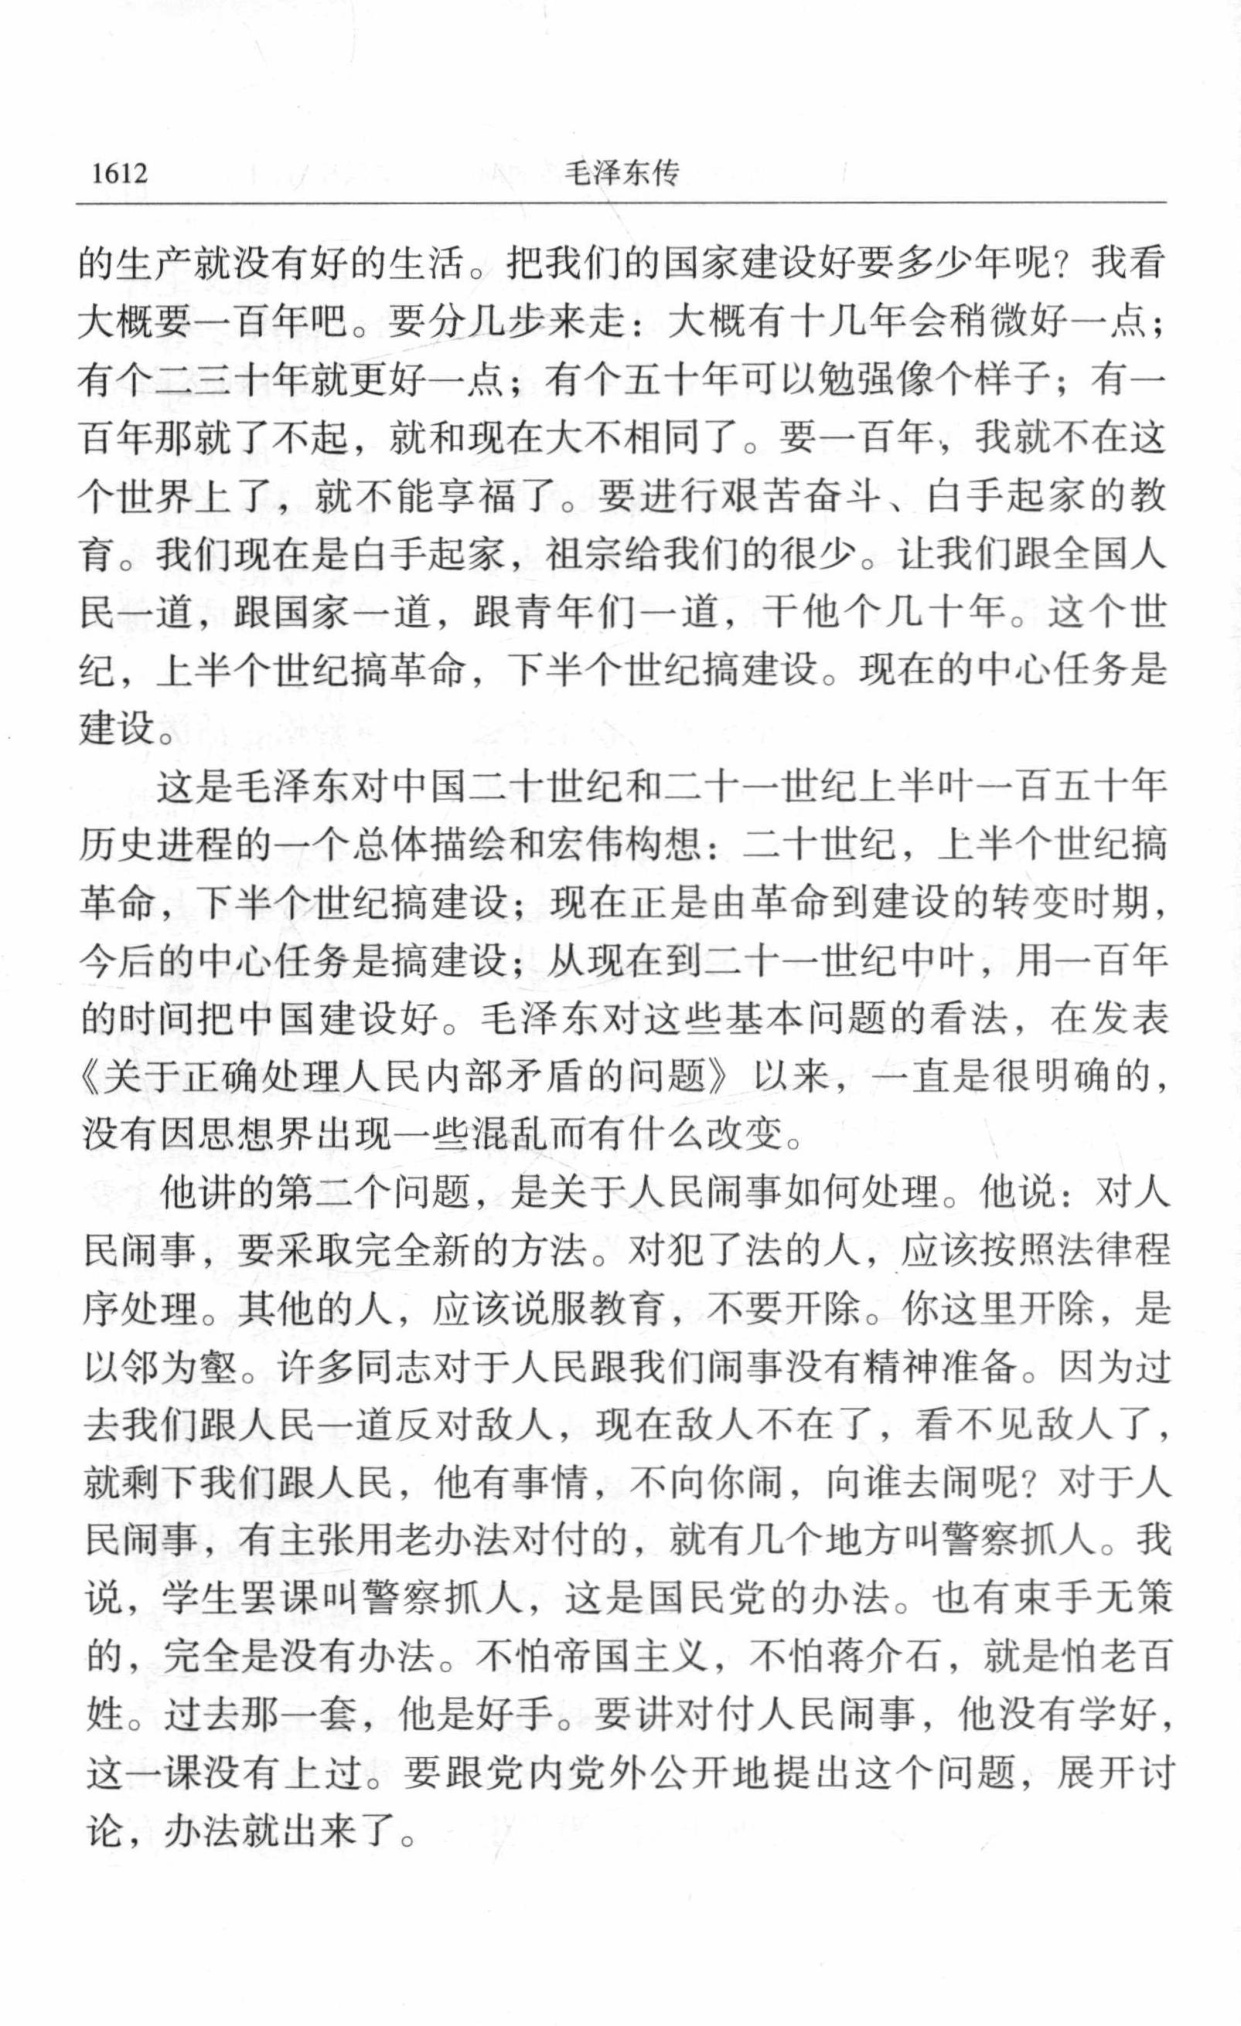 1612
毛泽东传
的生产就没有好的生活。把我们的国家建设好要多少年呢？我看
大概要一百年吧。要分几步来走：大概有十几年会稍微好一点；
有个二三十年就更好一点；有个五十年可以勉强像个样子；有一
百年那就了不起，就和现在大不相同了。要一百年，我就不在这
个世界上了，就不能享福了。要进行艰苦奋斗、白手起家的教
育。我们现在是白手起家，祖宗给我们的很少。让我们跟全国人
民一道，跟国家一道，跟青年们一道，干他个几十年。这个世
纪，上半个世纪搞革命，下半个世纪搞建设。现在的中心任务是
建设。
这是毛泽东对中国二十世纪和二十一世纪上半叶一百五十年
历史进程的一个总体描绘和宏伟构想：二十世纪，上半个世纪搞
革命，下半个世纪搞建设；现在正是由革命到建设的转变时期，
今后的中心任务是搞建设；从现在到二十一世纪中叶，用一百年
的时间把中国建设好。毛泽东对这些基本问题的看法，在发表
《关于正确处理人民内部矛盾的问题》以来，一直是很明确的，
没有因思想界出现一些混乱而有什么改变。
他讲的第二个问题，是关于人民闹事如何处理。他说：对人
民闹事，要采取完全新的方法。对犯了法的人，应该按照法律程
序处理。其他的人，应该说服教育，不要开除。你这里开除，是
以邻为壑。许多同志对于人民跟我们闹事没有精神准备。因为过
去我们跟人民一道反对敌人，现在敌人不在了，看不见敌人了，
就剩下我们跟人民，他有事情，不向你闹，向谁去闹呢？对于人
民闹事，有主张用老办法对付的，就有几个地方叫警察抓人。我
说，学生罢课叫警察抓人，这是国民党的办法。也有束手无策
的，完全是没有办法。不怕帝国主义，不怕蒋介石，就是怕老百
姓。过去那一套，他是好手。要讲对付人民闹事，他没有学好，
这一课没有上过。要跟党内党外公开地提出这个问题，展开讨
论，办法就出来了。